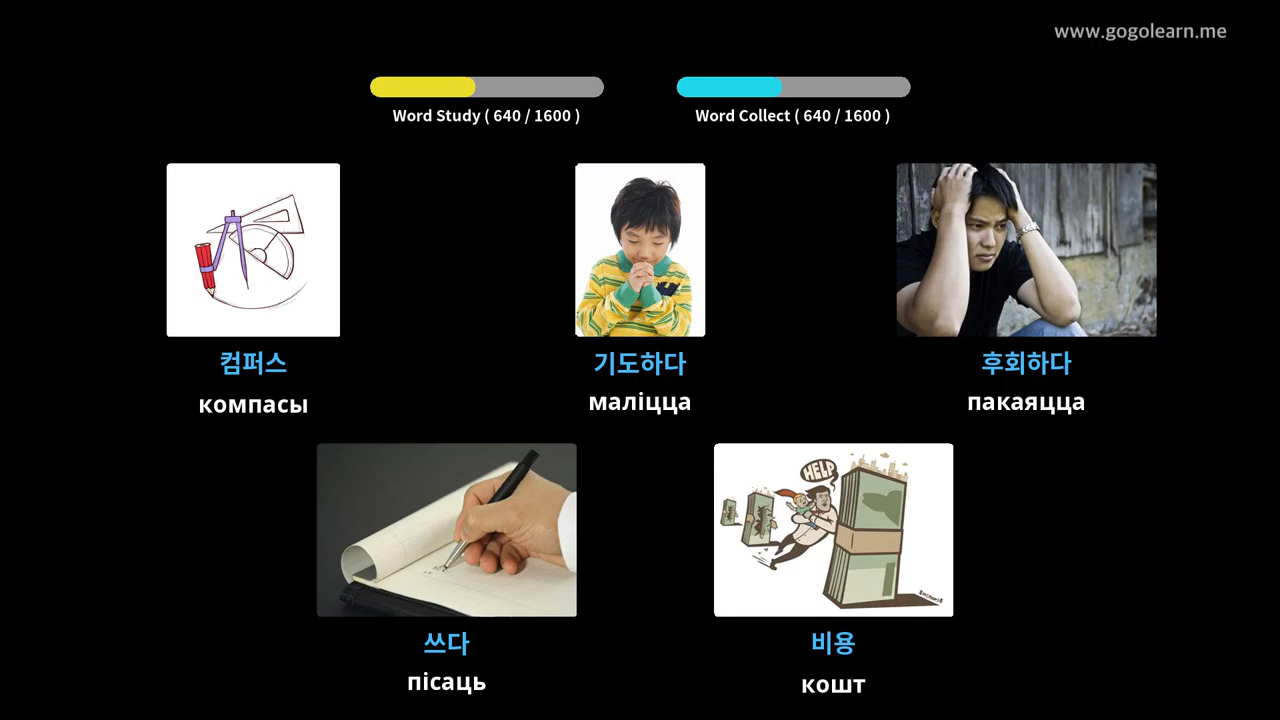 www.gogolearn.me
Word Study ( 640 / 1600 )
Word Collect ( 640 / 1600 )
컴퍼스
компасы
기도하다
маліцца
후회하다
пакаяцца
HELP
쓰다
пісаць
비용
кошт